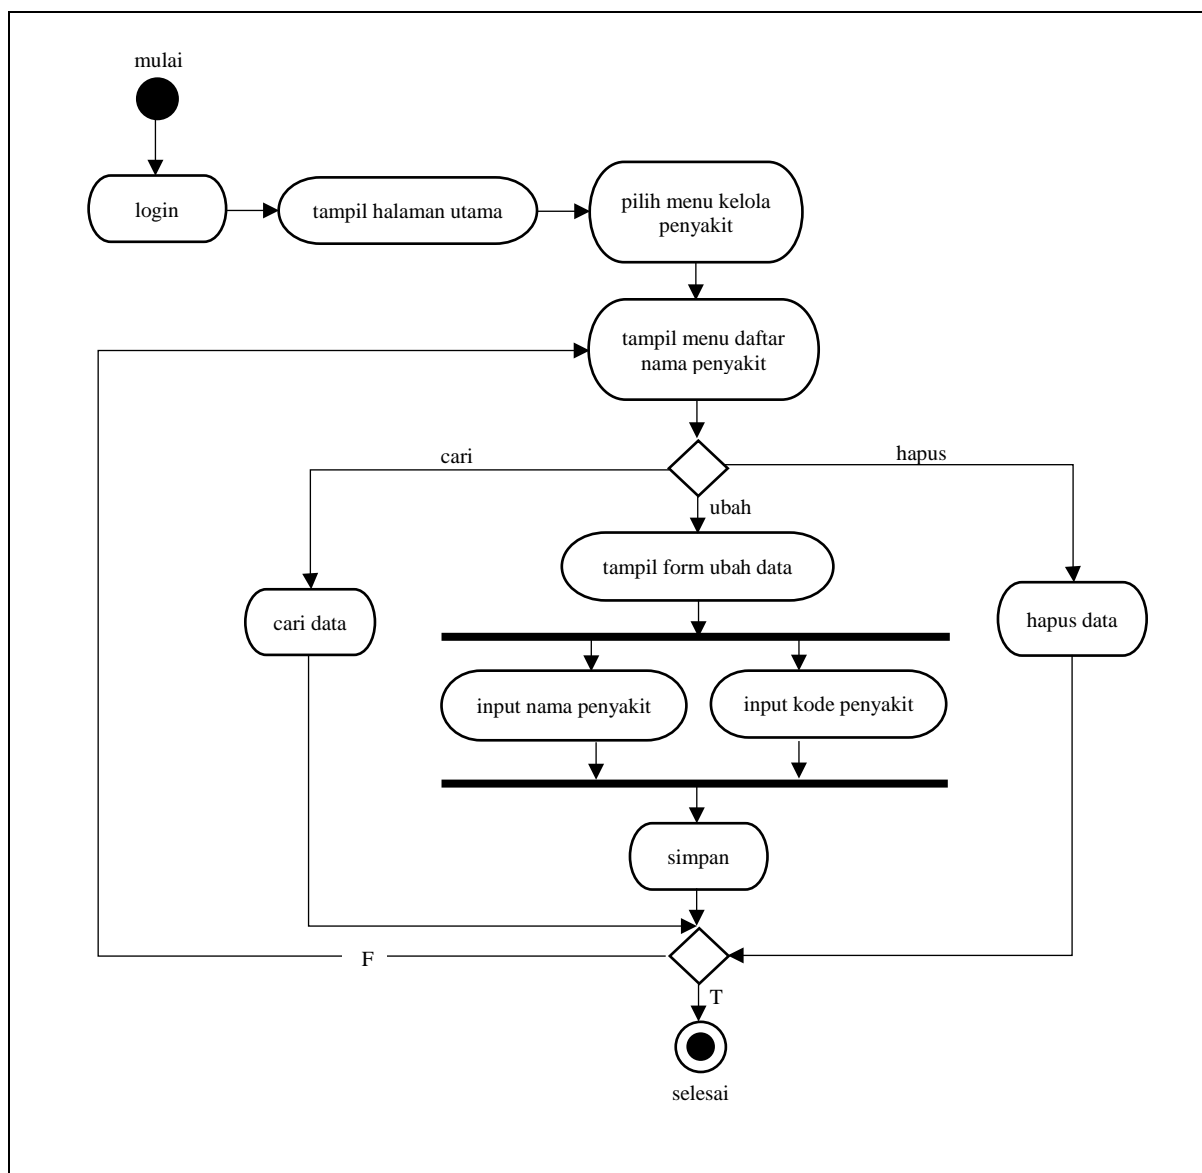 mulai
login
tampil halaman utama
pilih menu kelola
penyakit
tampil menu daftar
nama penyakit
cari
hapus
ubah
tampil form ubah data
cari data
hapus data
input nama penyakit
input kode penyakit
simpan
F
T
selesai